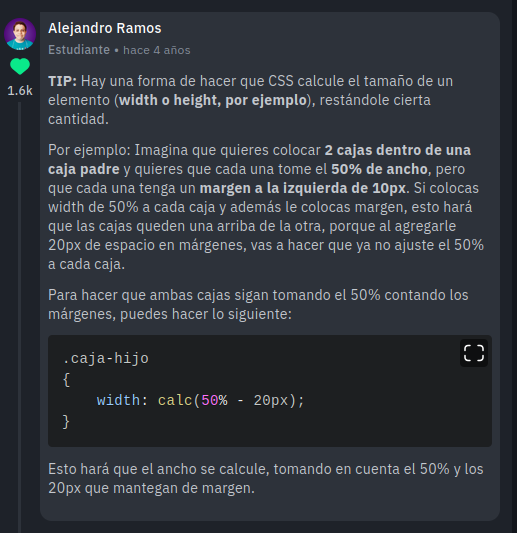 Alejandro Ramos
Estudiante • hace 4 años
1.6k
TIP: Hay una forma de hacer que CSS calcule el tamaño de un
elemento (width o height, por ejemplo), restándole cierta
cantidad.
Por ejemplo: Imagina que quieres colocar 2 cajas dentro de una
caja padre y quieres que cada una tome el 50% de ancho, pero
que cada una tenga un margen a la izquierda de 10px. Si colocas
width de 50% a cada caja y además le colocas margen, esto hará
que las cajas queden una arriba de la otra, porque al agregarle
20px de espacio en márgenes, vas a hacer que ya no ajuste el 50%
a cada caja.
Para hacer que ambas cajas sigan tomando el 50% contando los
márgenes, puedes hacer lo siguiente:
.caja-hijo
{
    width: calc(50% - 20px);
}
Esto hará que el ancho se calcule, tomando en cuenta el 50% y los
20px que mantegan de margen.